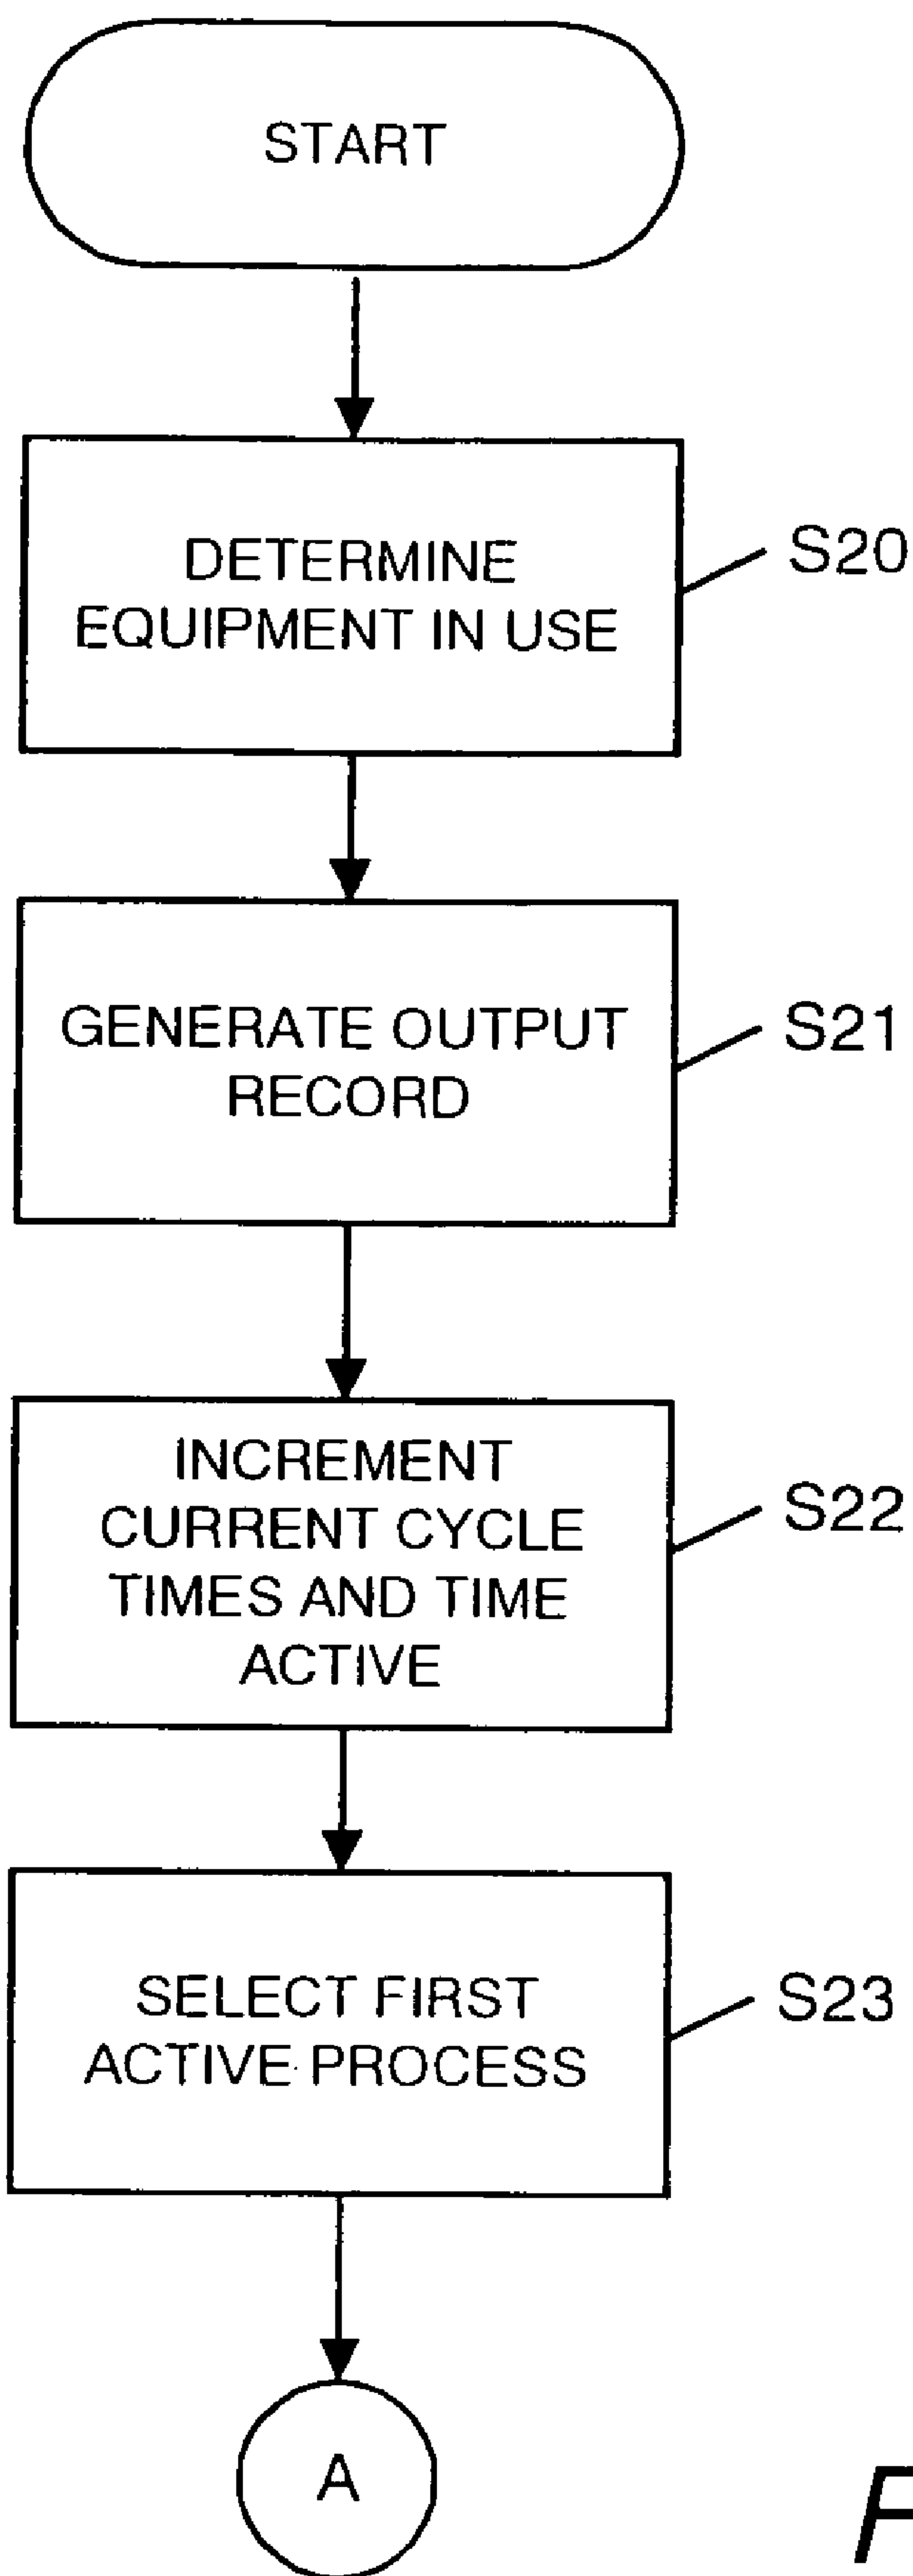 START
DETERMINE
EQUIPMENT IN USE
S20
GENERATE OUTPUT
RECORD
S21
INCREMENT
CURRENT CYCLE
TIMES AND TIME
ACTIVE
S22
SELECT FIRST
ACTIVE PROCESS
S23
A
F